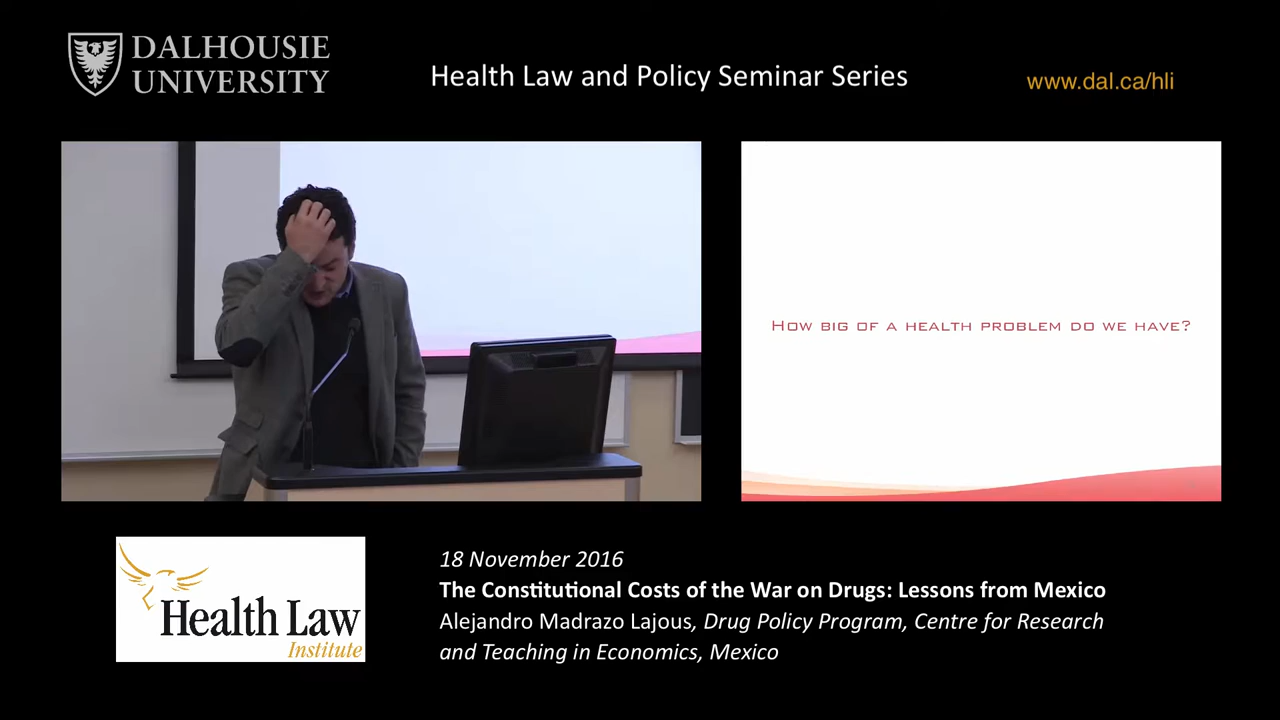 DALHOUSIE
UNIVERSITY
Health Law and Policy Seminar Series
www.dal.ca/hli
How big of a health problem do we have?
Health Law
Institute
18 November 2016
The Constitutional Costs of the War on Drugs: Lessons from Mexico
Alejandro Madrazo Lajous, Drug Policy Program, Centre for Research
and Teaching in Economics, Mexico